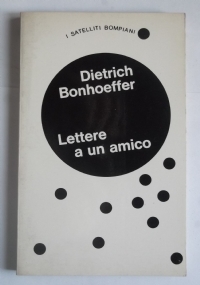 I SATELLITI BOMPIANI
Dietrich
Bonhoeffer
Lettere
a un amico